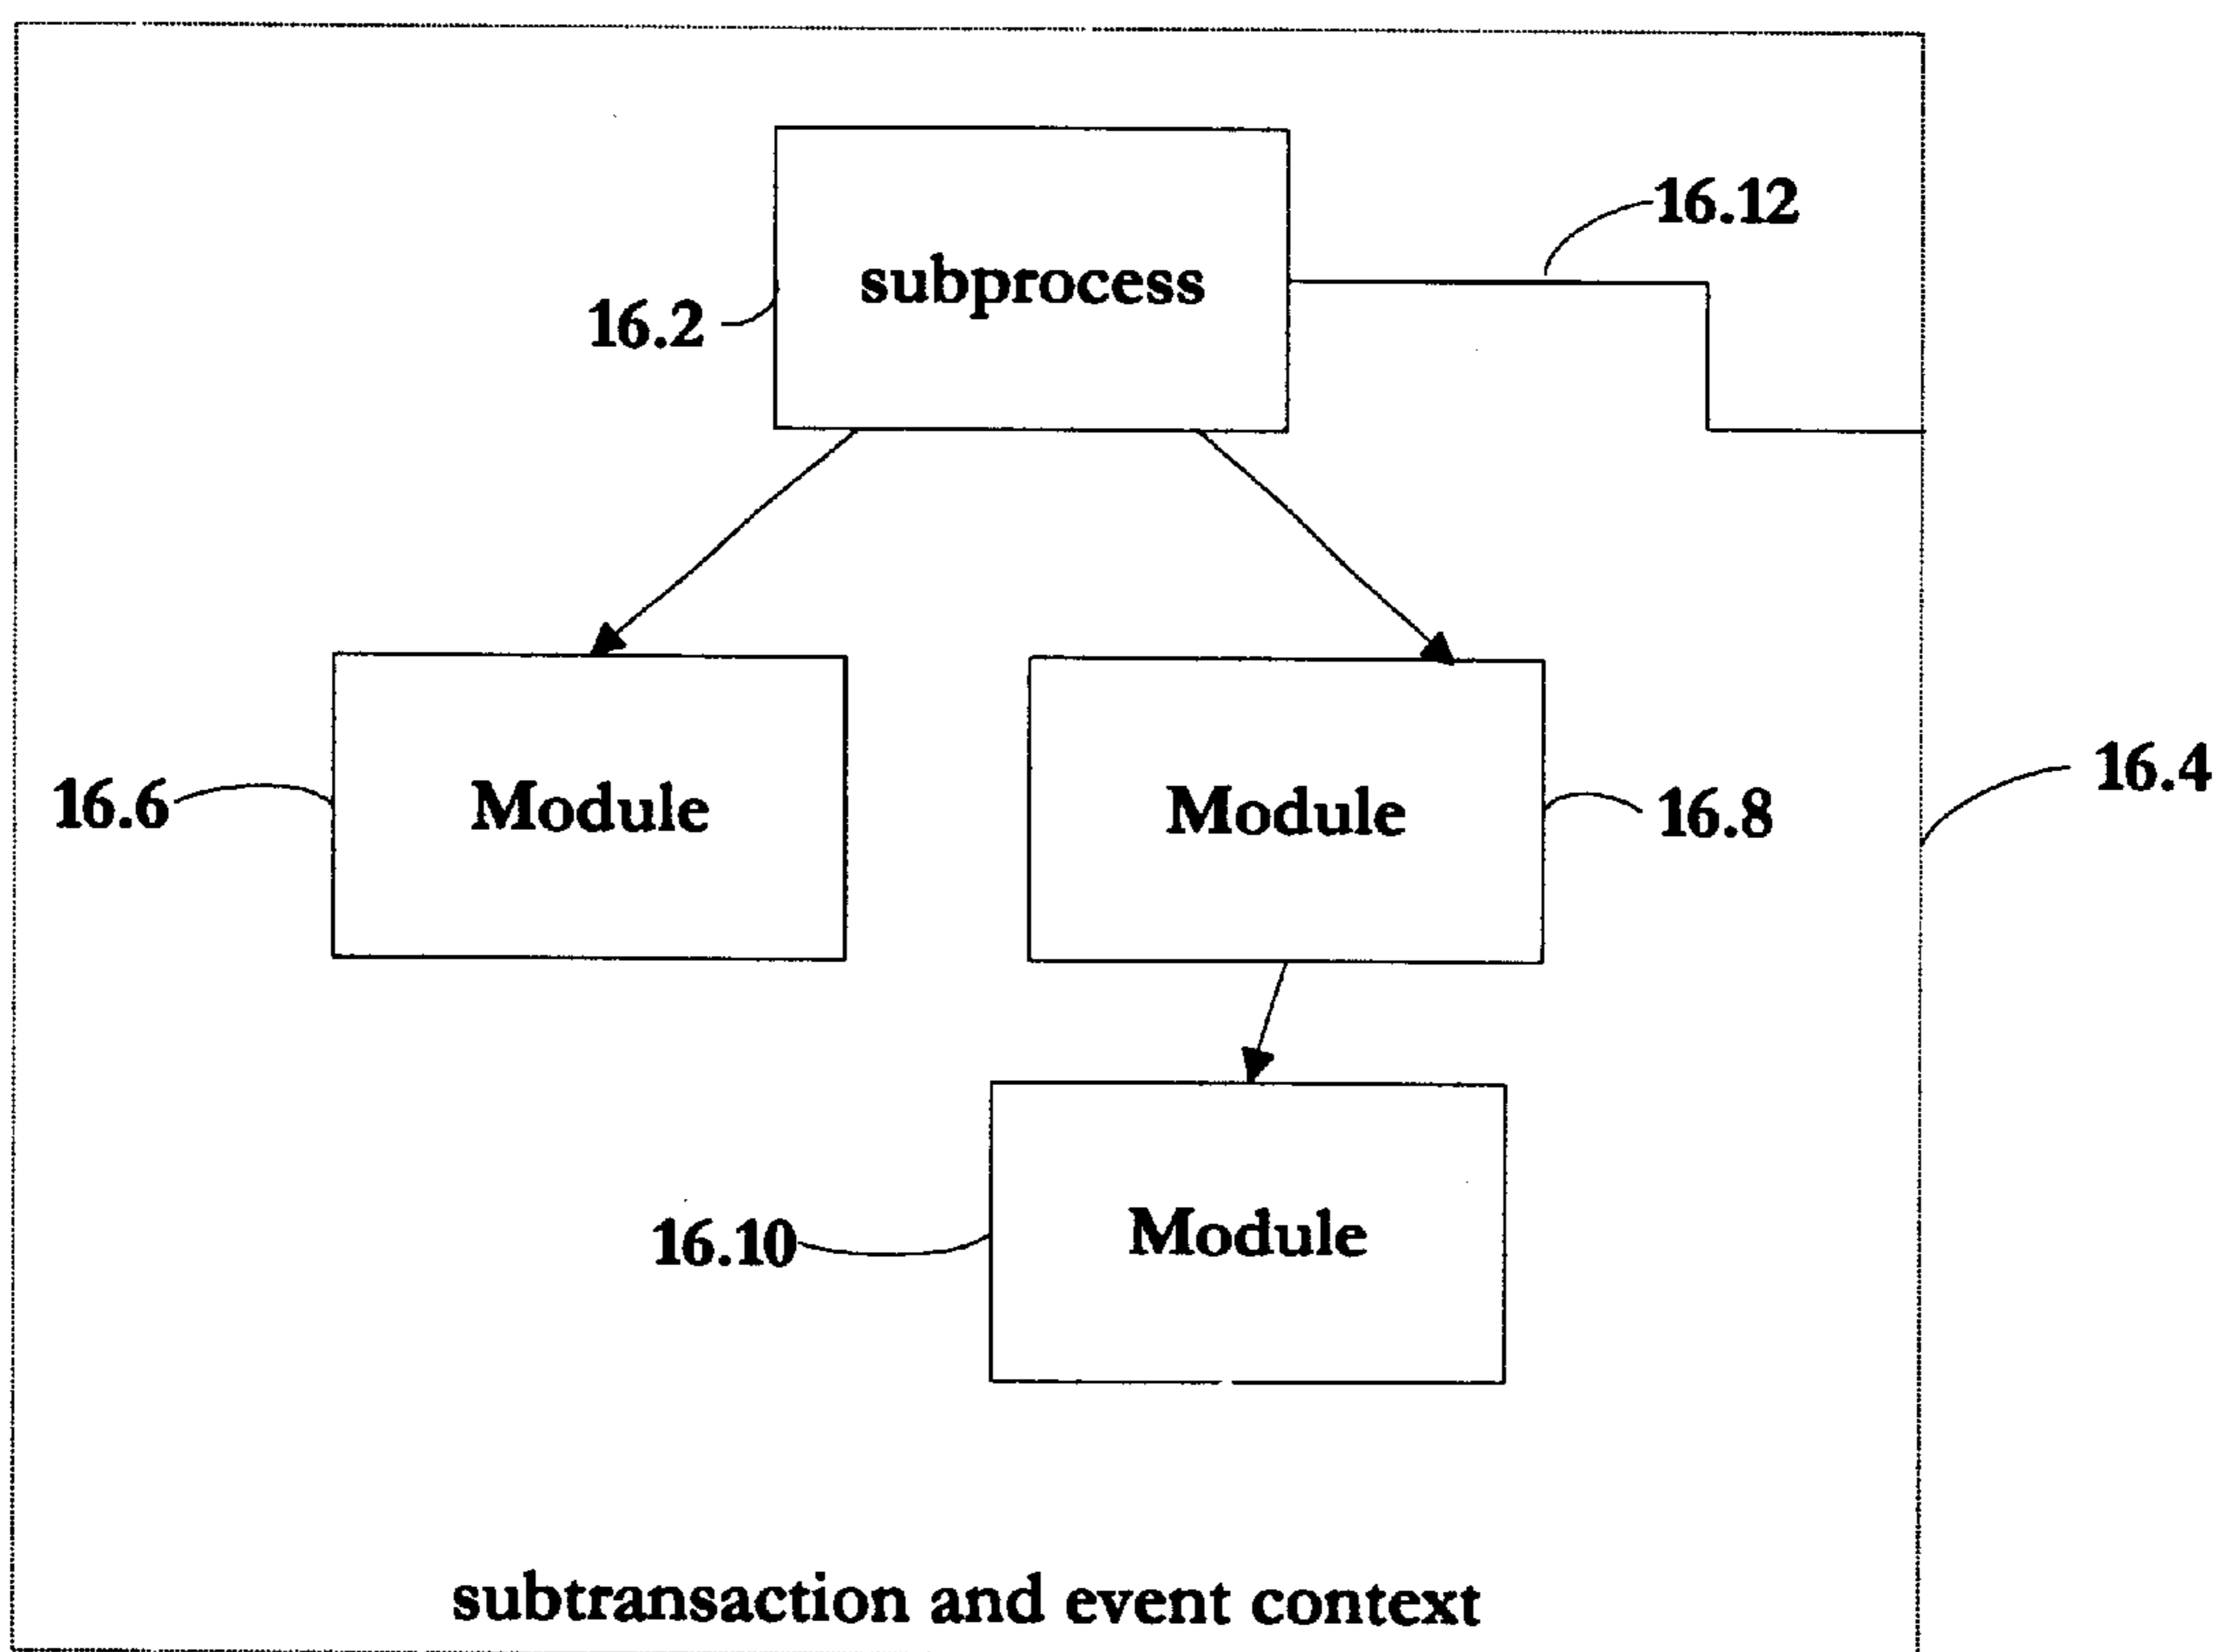 16.12
subprocess
16.2
16.4
16.6
Module
Module
16.8
16.10
Module
subtransaction and event context